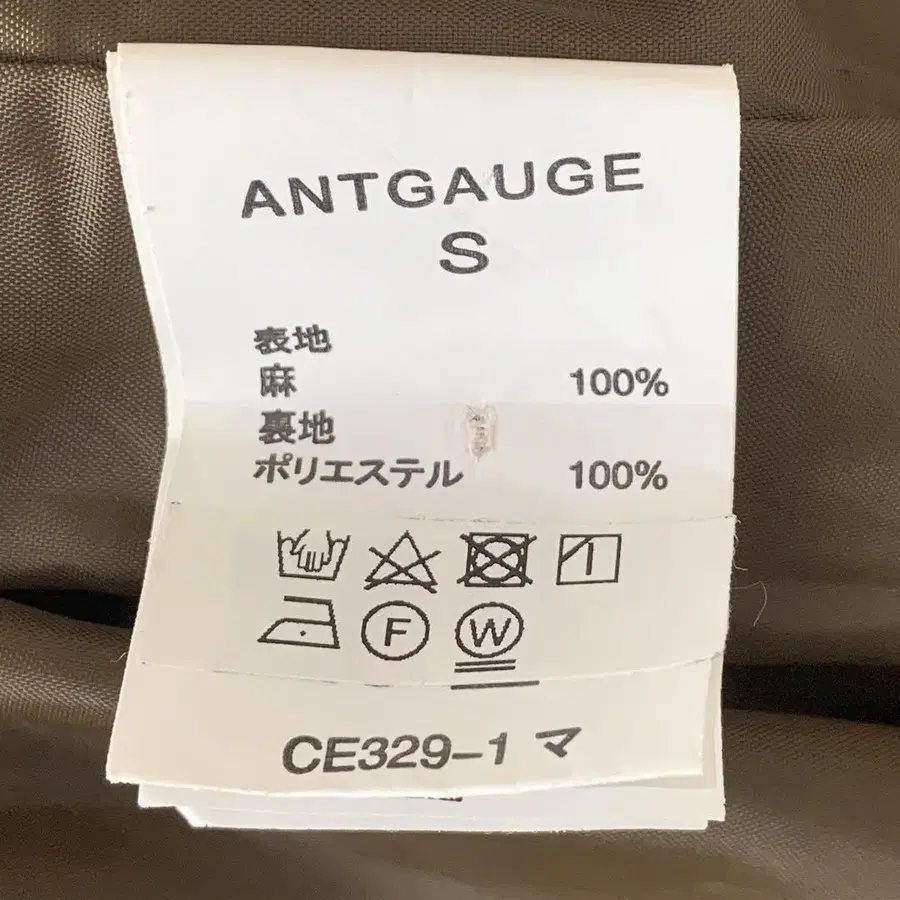 ANTGAUGE
S
表地
麻 100%
裏地
ポリエステル 100%
F W
CE329-1 マ